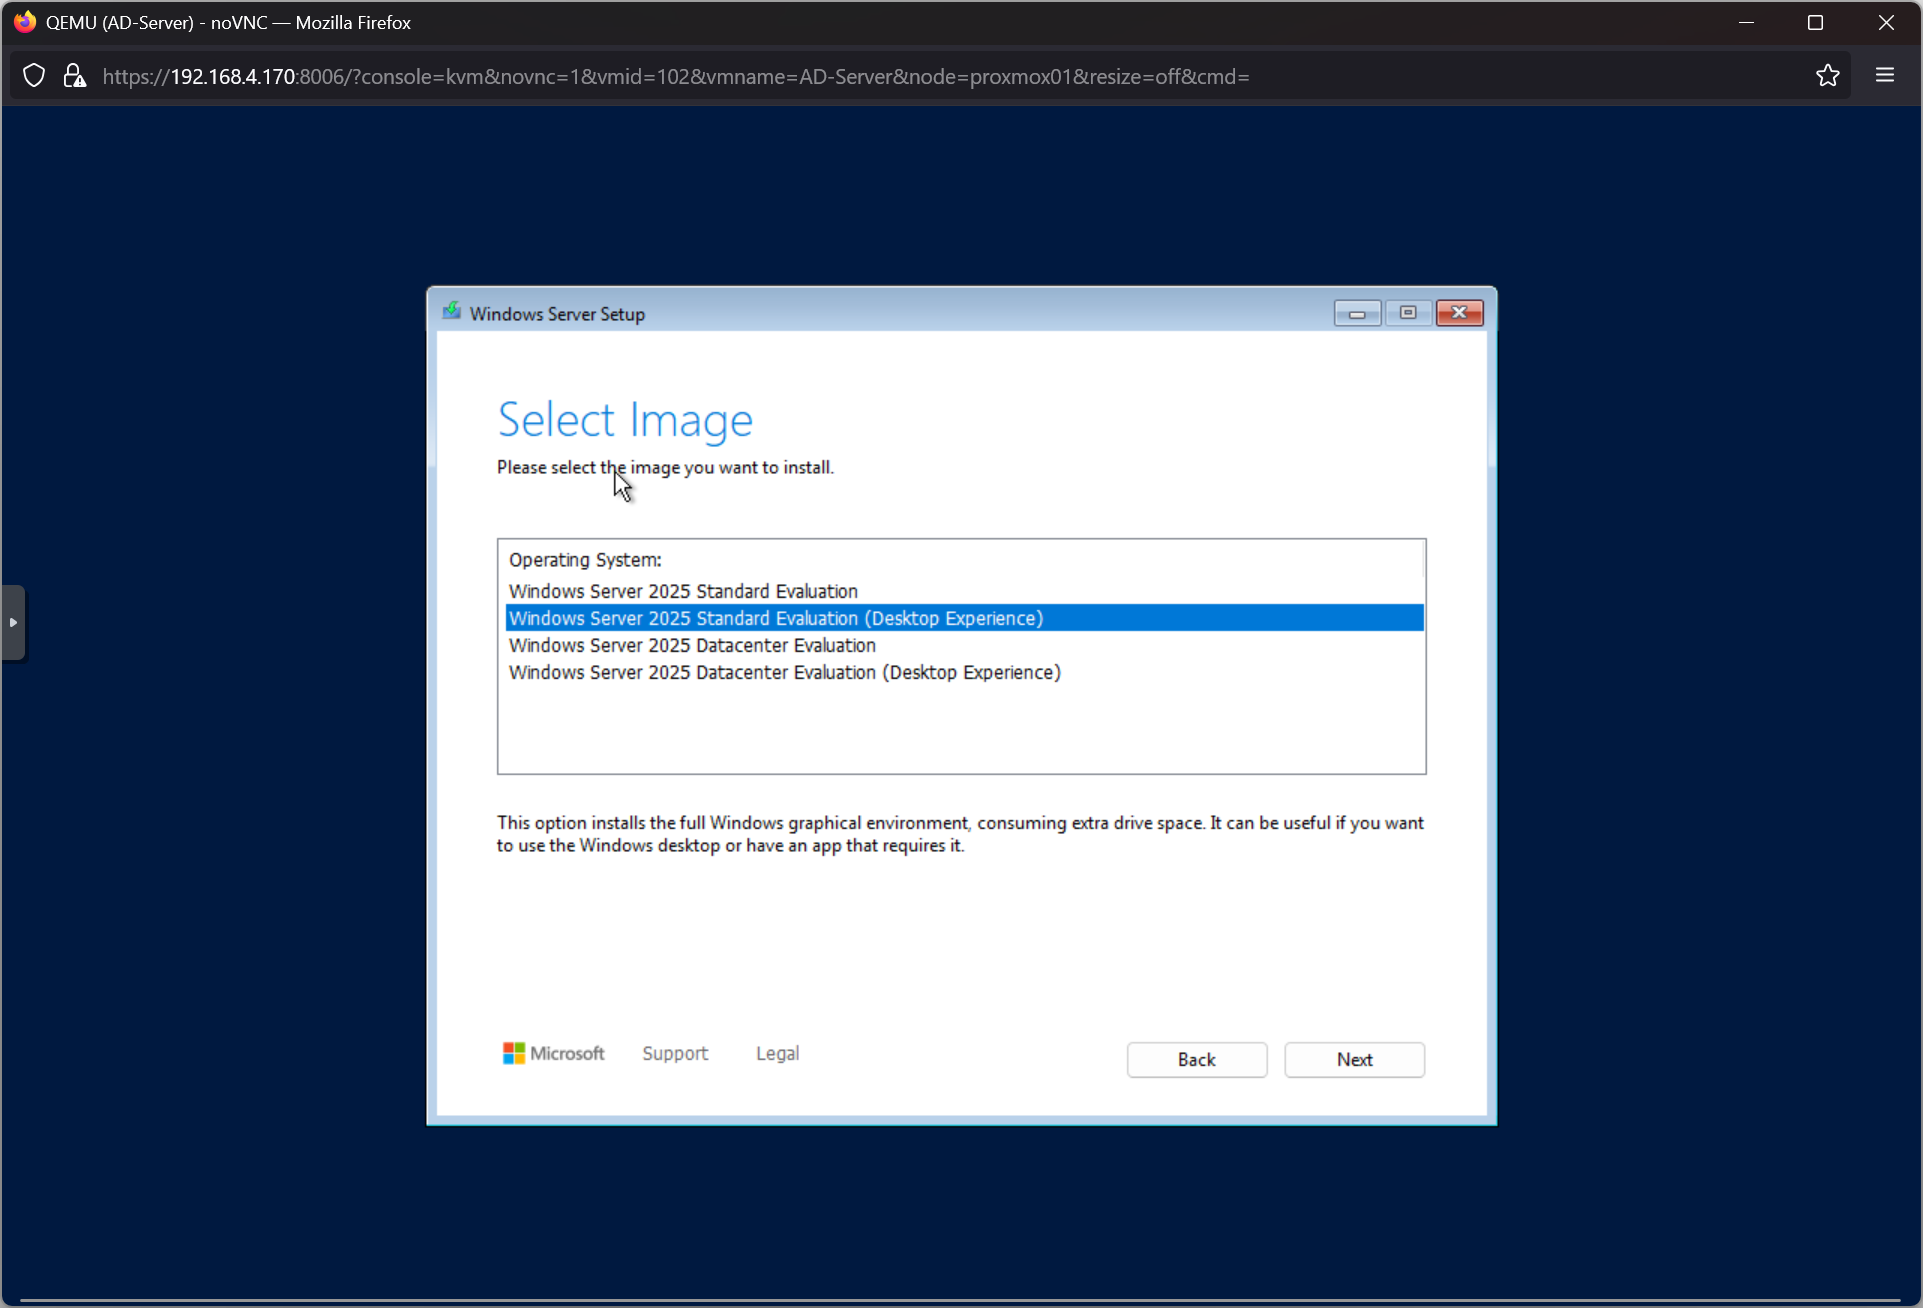 QEMU (AD-Server) - noVNC — Mozilla Firefox
https://192.168.4.170:8006/?console=kvm&novnc=1&vmid=102&vmname=AD-Server&node=proxmox01&resize=off&cmd=
Windows Server Setup
Select Image
Please select the image you want to install.
Operating System:
Windows Server 2025 Standard Evaluation
Windows Server 2025 Standard Evaluation (Desktop Experience)
Windows Server 2025 Datacenter Evaluation
Windows Server 2025 Datacenter Evaluation (Desktop Experience)
This option installs the full Windows graphical environment, consuming extra drive space. It can be useful if you want
to use the Windows desktop or have an app that requires it.
Microsoft Support Legal Back Next